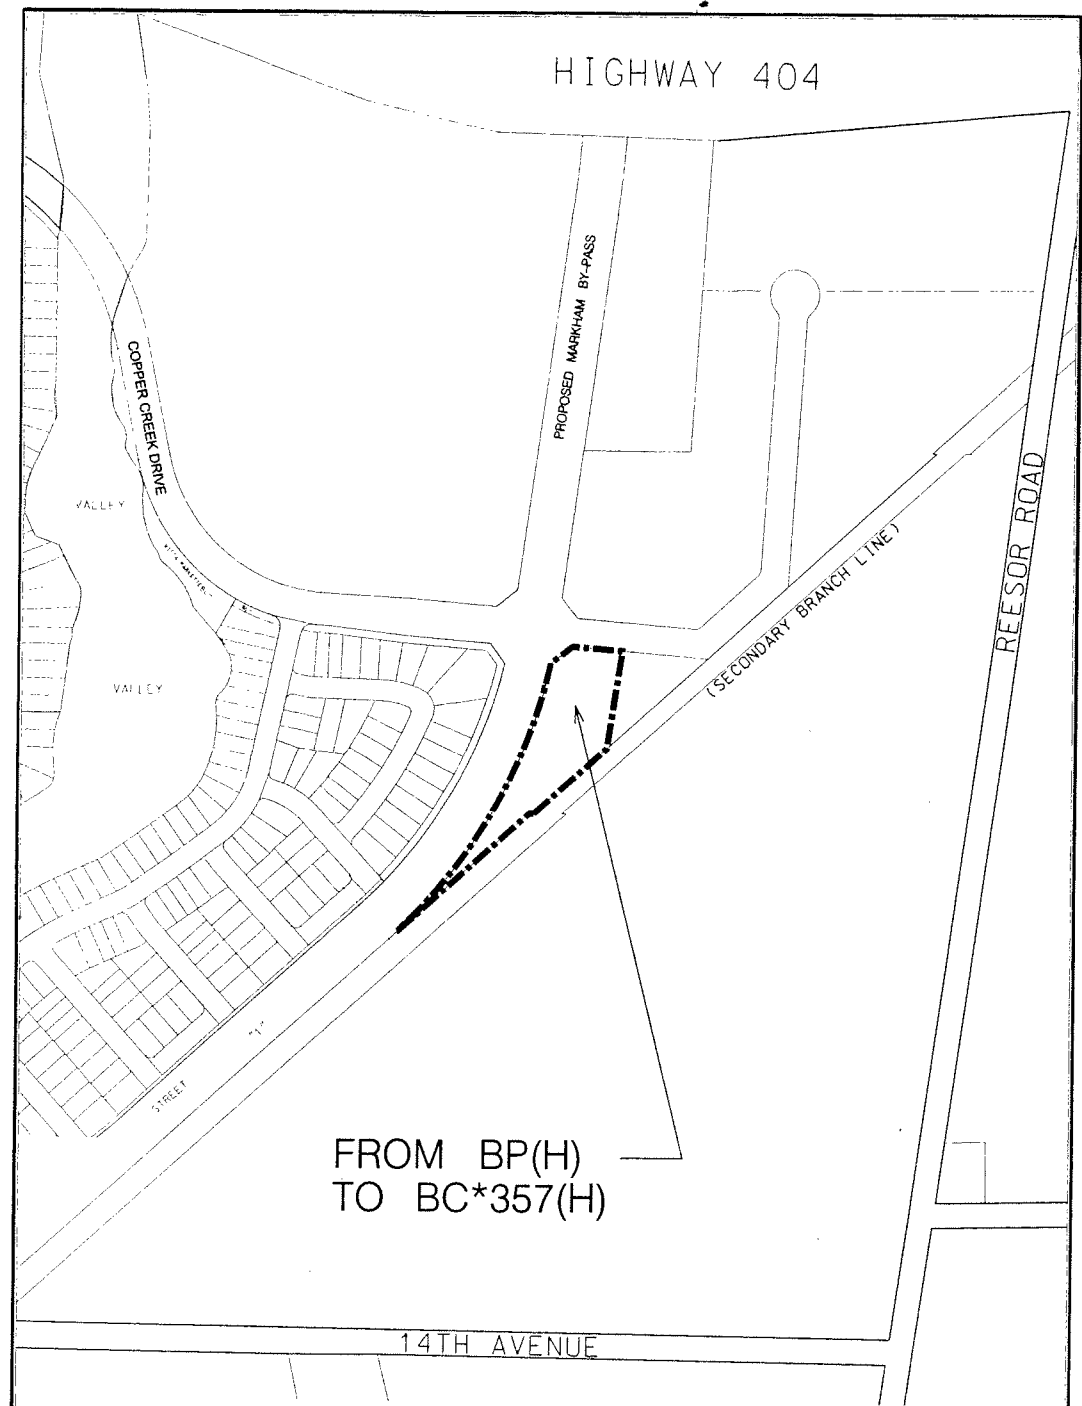 HIGHWAY 404
PROPOSED MARKHAM BY-PASS
COPPER CREEK DRIVE
VALLEY
REESOR ROAD
(SECONDARY BRANCH LINE)
VALLEY
"1"
STREET
FROM BP(H)
TO BC*357(H)
14TH AVENUE